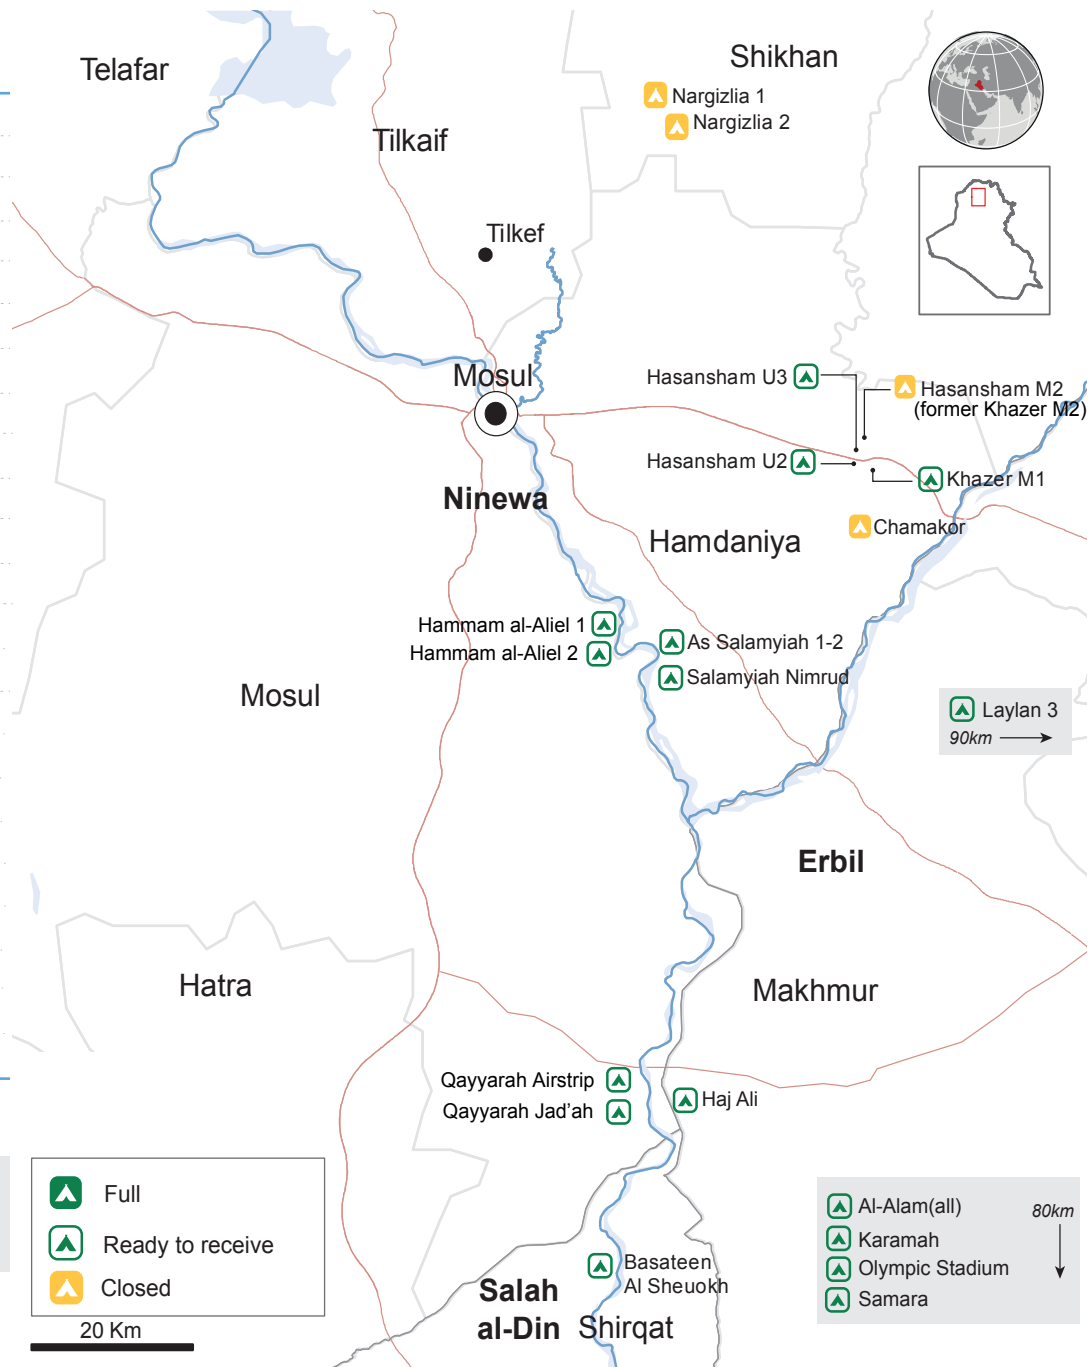 Telafar
Shikhan
Nargizlia 1
Nargizlia 2
Tilkaif
Tilkef
Mosul
Hasansham U3
Hasansham M2
(former Khazer M2)
Hasansham U2
Khazer M1
Ninewa
Chamakor
Hamdaniya
Hammam al-Aliel 1
Hammam al-Aliel 2
As Salamyiah 1-2
Salamyiah Nimrud
Mosul
Laylan 3
90km
Erbil
Hatra
Makhmur
Qayyarah Airstrip
Qayyarah Jad'ah
Haj Ali
Full
Ready to receive
Closed
20 Km
Basateen
Al Sheuokh
Salah
al-Din
Shirqat
Al-Alam(all)
80km
Karamah
Olympic Stadium
Samara